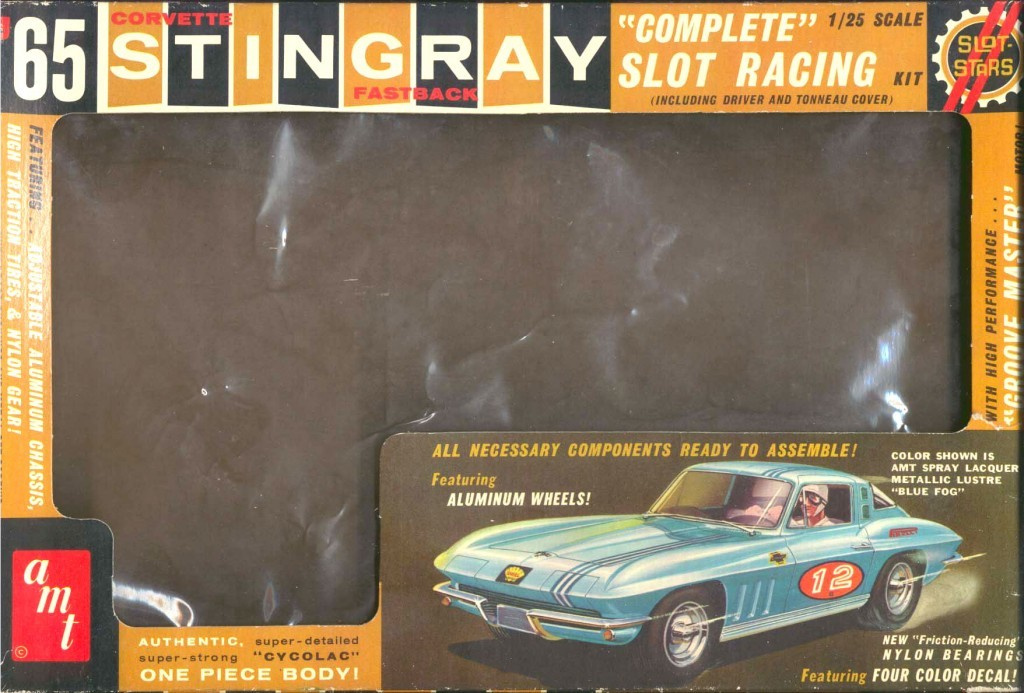 '65
CORVETTE
STINGRAY
FASTBACK
"COMPLETE" 1/25 SCALE
SLOT RACING KIT
(INCLUDING DRIVER AND TONNEAU COVER)
SLOT-
STARS
FEATURING... ADJUSTABLE ALUMINUM CHASSIS,
HIGH TRACTION TIRES, & NYLON GEAR!
WITH HIGH PERFORMANCE...
"GROOVE MASTER"
ALL NECESSARY COMPONENTS READY TO ASSEMBLE!
Featuring
ALUMINUM WHEELS!
COLOR SHOWN IS
AMT SPRAY LACQUER
METALLIC LUSTRE
"BLUE FOG"
12
amt
©
AUTHENTIC, super-detailed
super-strong "CYCOLAC"
ONE PIECE BODY!
NEW "Friction-Reducing"
NYLON BEARINGS
Featuring FOUR COLOR DECAL!